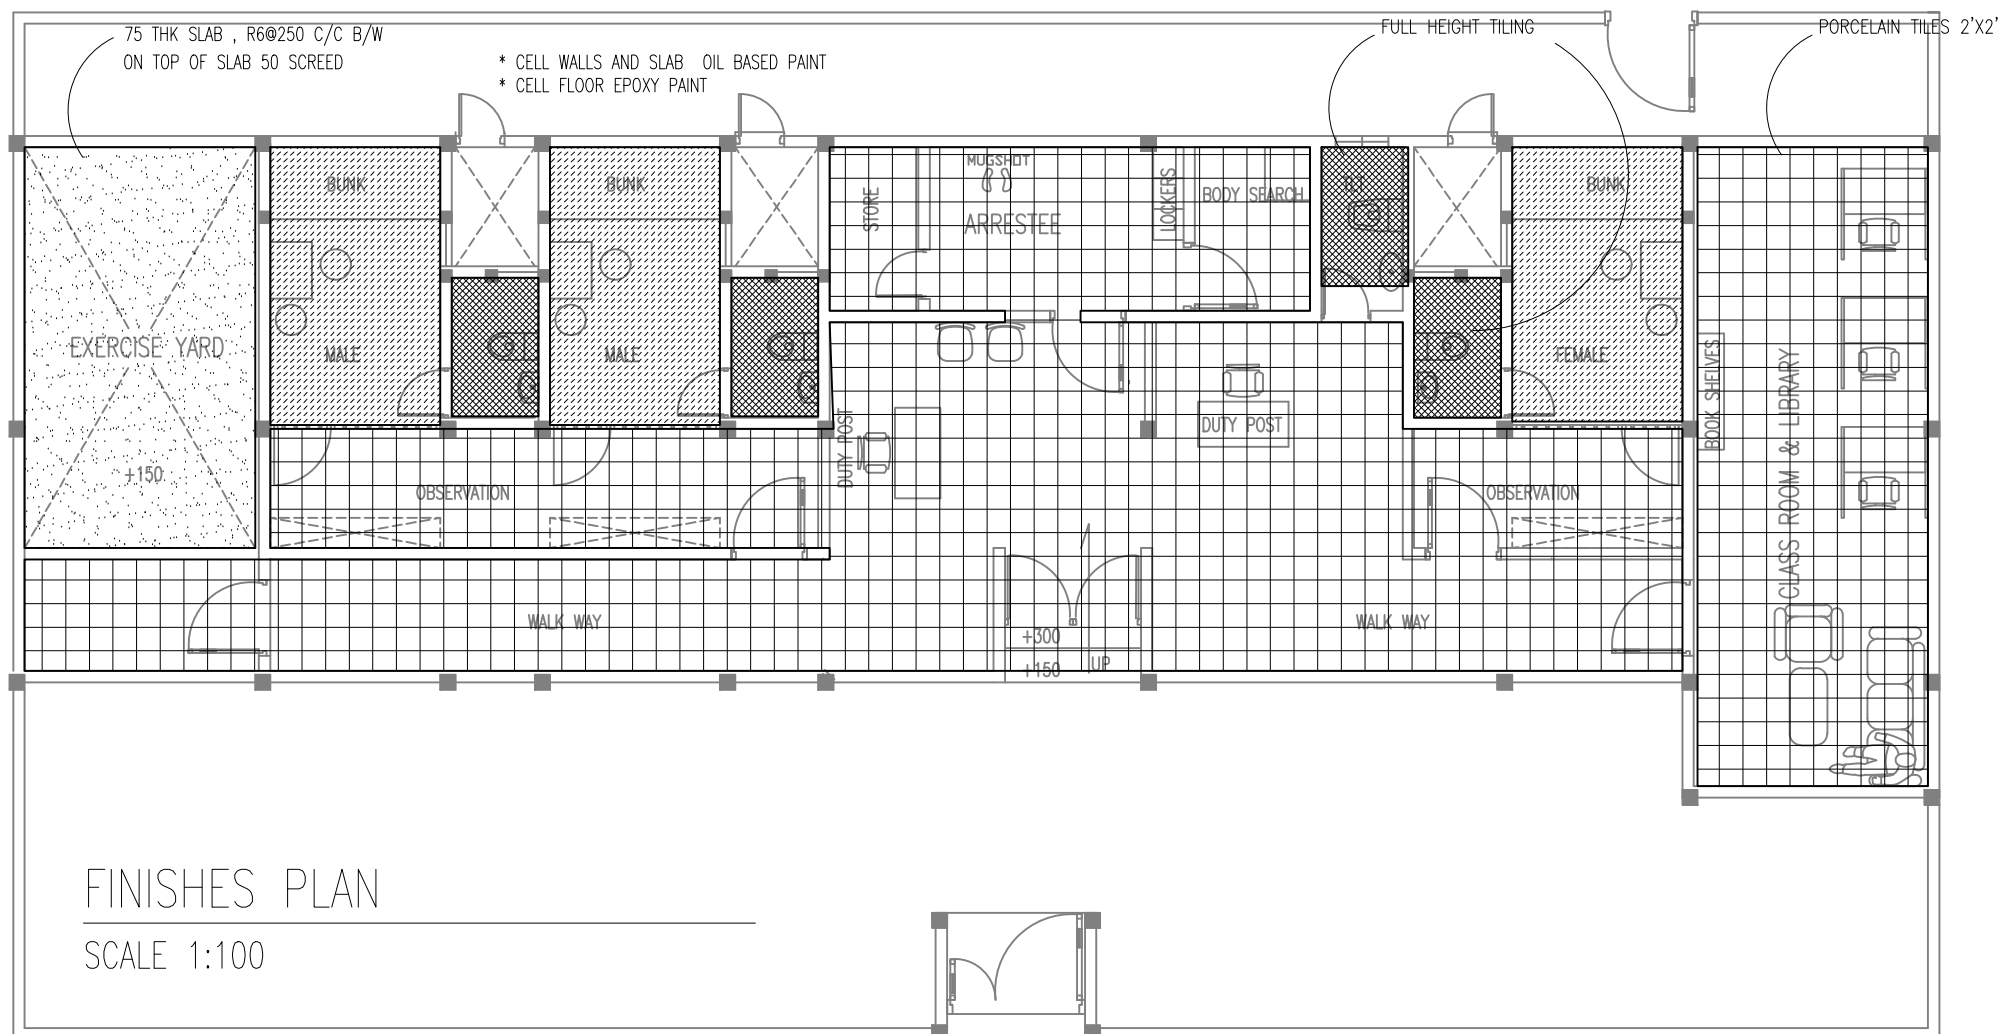 75 THK SLAB , R6@250 C/C B/W
ON TOP OF SLAB 50 SCREED
* CELL WALLS AND SLAB OIL BASED PAINT
* CELL FLOOR EPOXY PAINT
FULL HEIGHT TILING
PORCELAIN TILES 2'X2'
BUNK
BUNK
STORE
MUGSHOT
ARRESTEE
LOCKERS
BODY SEARCH
BUNK
EXERCISE YARD
MALE
MALE
FEMALE
BOOK SHELVES
CLASS ROOM & LIBRARY
DUTY POST
DUTY POST
+150
OBSERVATION
OBSERVATION
WALK WAY
+300
+150
UP
WALK WAY
FINISHES PLAN
SCALE 1:100